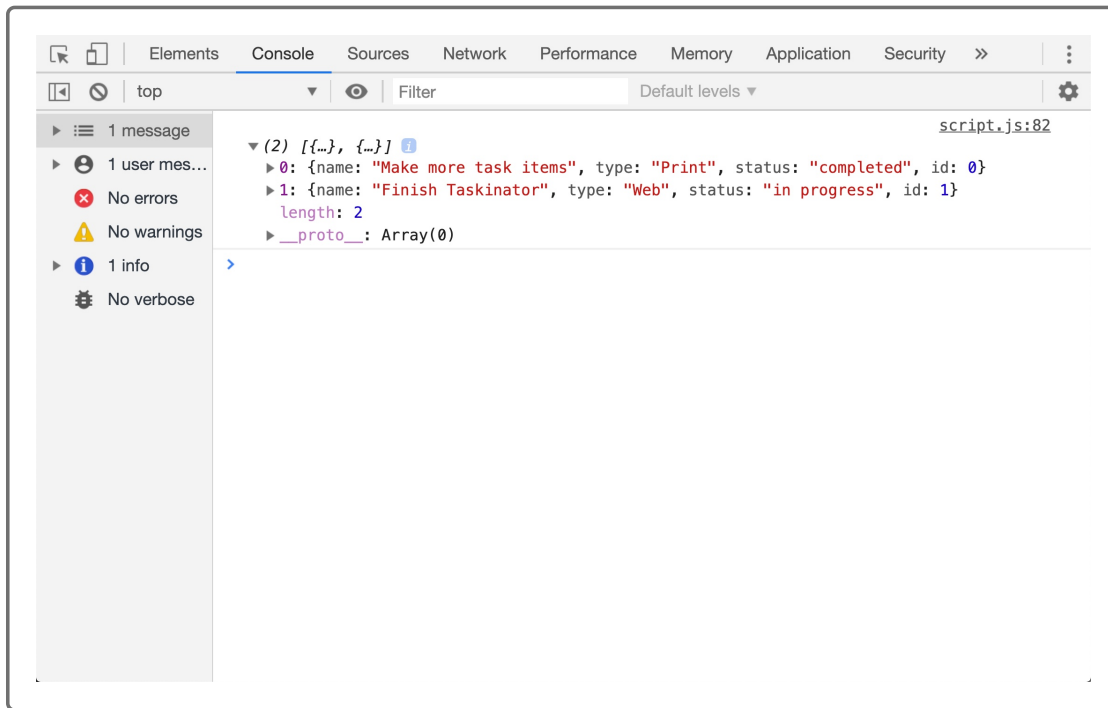 Elements Console Sources Network Performance Memory Application Security »
top ▼ Filter Default levels ▼
1 message
script.js:82
▼(2) [{…}, {…}] i
1 user mes…
▶0: {name: "Make more task items", type: "Print", status: "completed", id: 0}
▶1: {name: "Finish Taskinator", type: "Web", status: "in progress", id: 1}
No errors
length: 2
No warnings
▶__proto__: Array(0)
1 info
>
No verbose